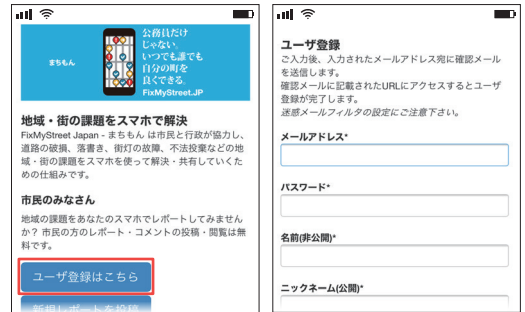 まちもん
公務員だけ
じゃない。
いつでも誰でも
自分の町を
良くできる。
FixMyStreet.JP
地域・街の課題をスマホで解決
FixMyStreet Japan - まちもん は市民と行政が協力し、
道路の破損、落書き、街灯の故障、不法投棄などの地
域・街の課題をスマホを使って解決・共有していくた
めの仕組みです。
市民のみなさん
地域の課題をあなたのスマホでレポートしてみません
か？ 市民の方のレポート・コメントの投稿・閲覧は無
料です。
ユーザ登録はこちら
新規レポートを投稿
ユーザ登録
ご入力後、入力されたメールアドレス宛に確認メール
を送信します。
確認メールに記載されたURLにアクセスするとユーザ
登録が完了します。
迷惑メールフィルタの設定にご注意下さい。
メールアドレス*
パスワード*
名前(非公開)*
ニックネーム(公開)*